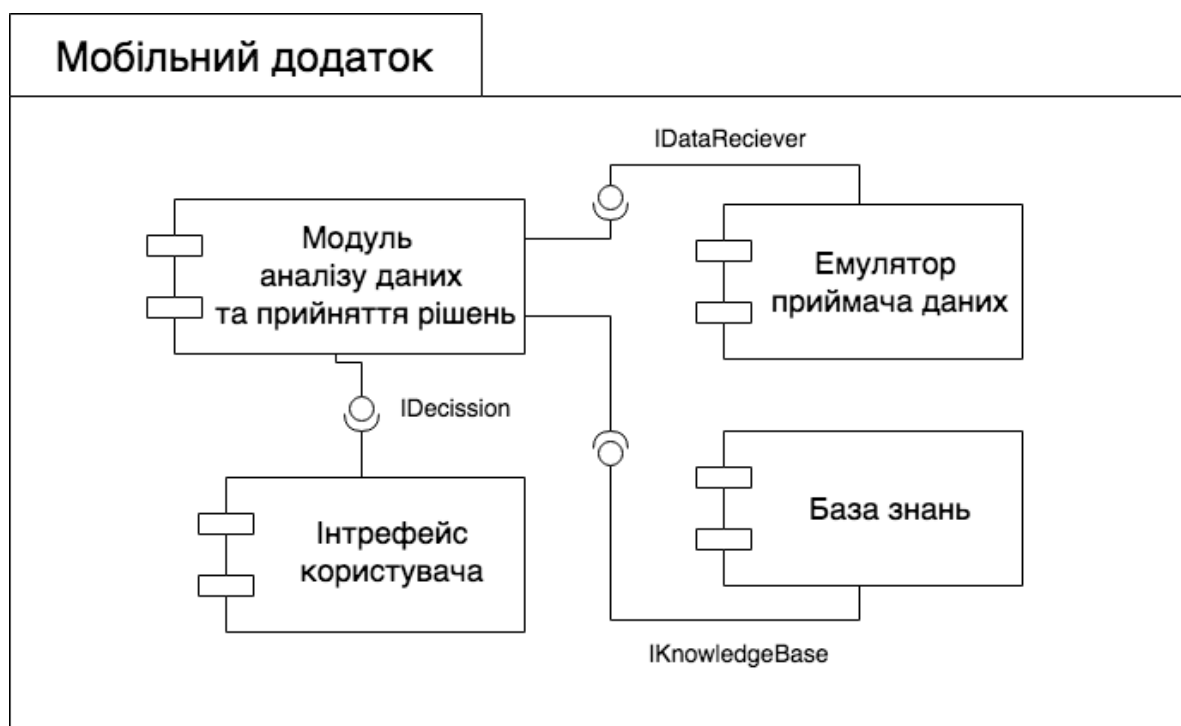 Мобільний додаток
IDataReciever
Модуль
аналізу даних
та прийняття рішень
Емулятор
приймача даних
IDecission
База знань
Інтрефейс
користувача
IKnowledgeBase